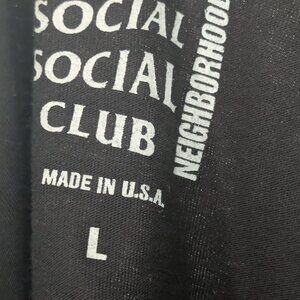 SOCIAL
SOCIAL
CLUB
MADE IN U.S.A.
L
NEIGHBORHOOD